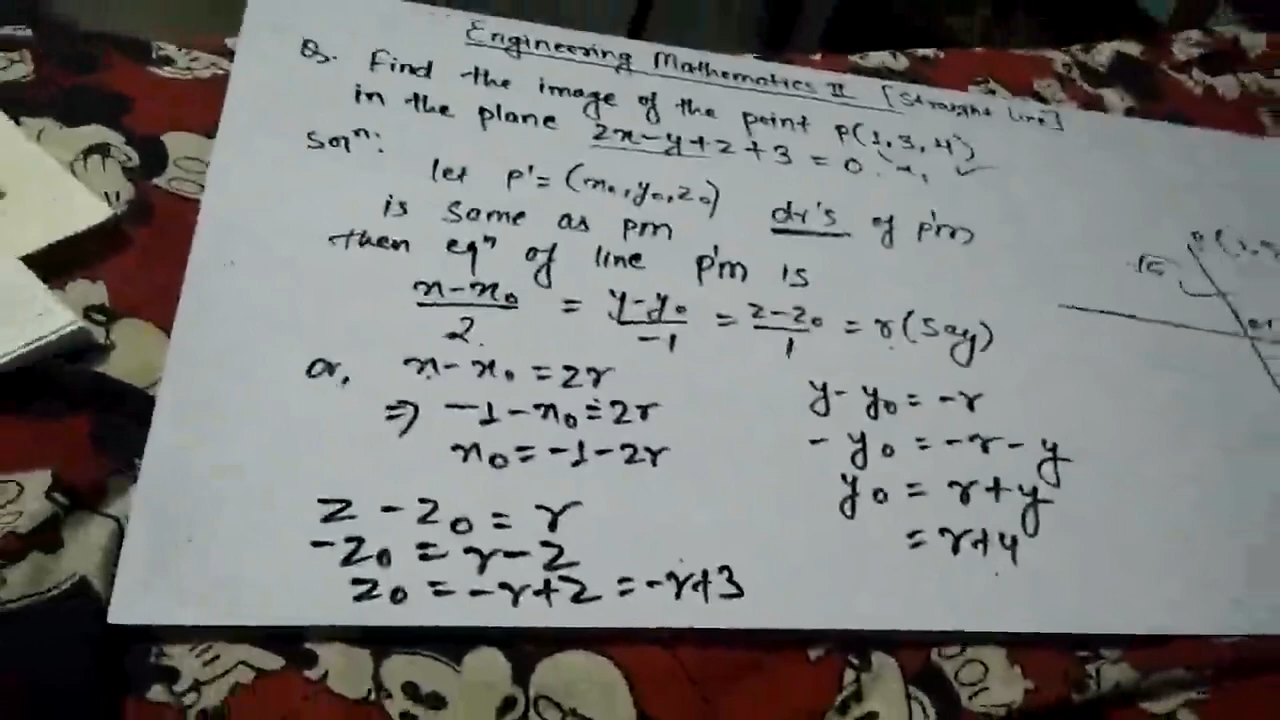 Engineering Mathematics II [Straight Line]
Q. Find the image of the point P(1,3,4)
in the plane 2x-y+z+3=0.
Solⁿ:
let P'=(x₀,y₀,z₀) dr's of p'm
is same as pm
then eqⁿ of line p'm is
x-x₀/2 = y-y₀/-1 = z-z₀/1 = r(Say)
or, x-x₀=2r
⇒ -1-x₀=2r
x₀=-1-2r
y-y₀=-r
-y₀=-r-y
y₀=r+y
=r+4
z-z₀=r
-z₀=r-z
z₀=-r+z=-r+3